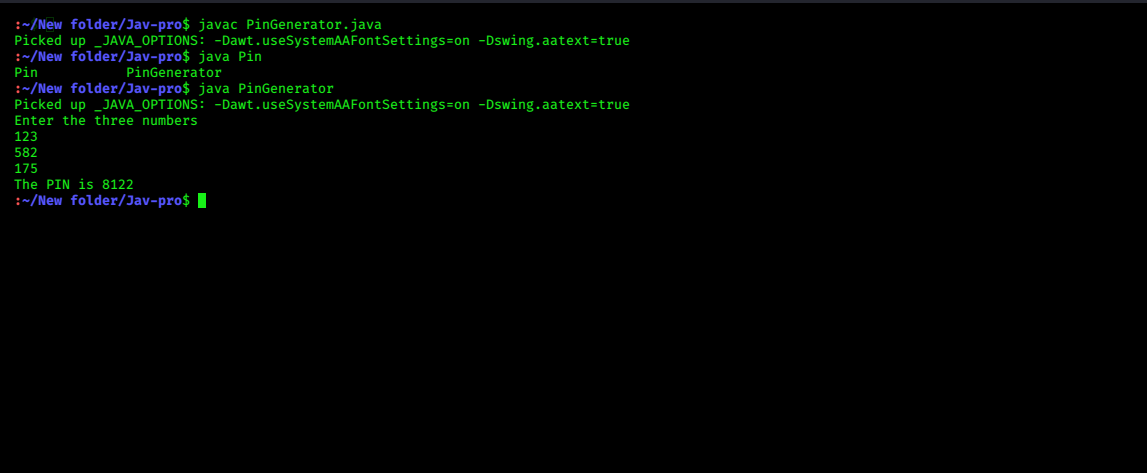 :~/New folder/Jav-pro$ javac PinGenerator.java
Picked up _JAVA_OPTIONS: -Dawt.useSystemAAFontSettings=on -Dswing.aatext=true
:~/New folder/Jav-pro$ java Pin
Pin           PinGenerator
:~/New folder/Jav-pro$ java PinGenerator
Picked up _JAVA_OPTIONS: -Dawt.useSystemAAFontSettings=on -Dswing.aatext=true
Enter the three numbers
123
582
175
The PIN is 8122
:~/New folder/Jav-pro$